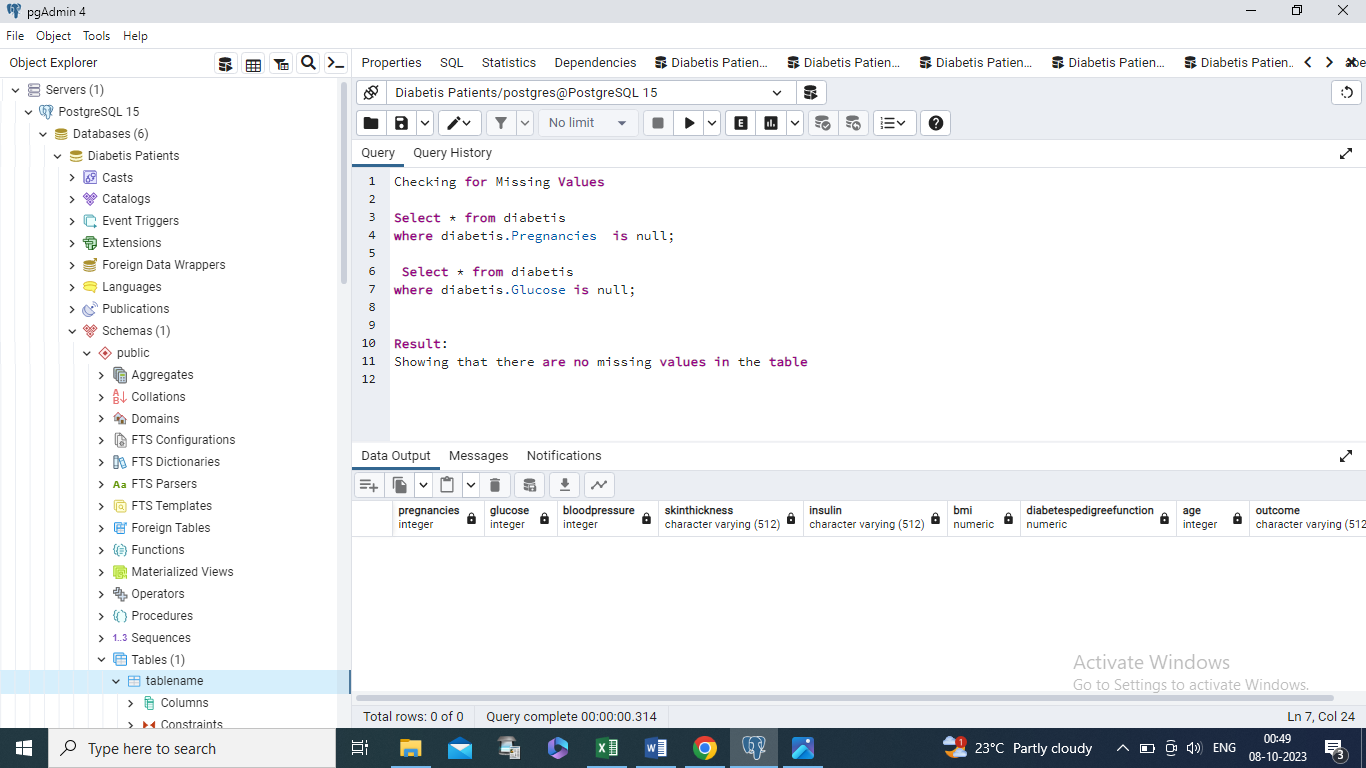 pgAdmin 4
File Object Tools Help
Object Explorer
Properties SQL Statistics Dependencies Diabetis Patien... Diabetis Patien... Diabetis Patien... Diabetis Patien... Diabetis Patien...
Servers (1)
PostgreSQL 15
Databases (6)
Diabetis Patients
Casts
Catalogs
Event Triggers
Extensions
Foreign Data Wrappers
Languages
Publications
Schemas (1)
public
Aggregates
Collations
Domains
FTS Configurations
FTS Dictionaries
FTS Parsers
FTS Templates
Foreign Tables
Functions
Materialized Views
Operators
Procedures
1..3 Sequences
Tables (1)
tablename
Columns
Constraints
Diabetis Patients/postgres@PostgreSQL 15
No limit
E
Query Query History
1 Checking for Missing Values
2
3 Select * from diabetis
4 where diabetis.Pregnancies  is null;
5
6  Select * from diabetis
7 where diabetis.Glucose is null;
8
9
10 Result:
11 Showing that there are no missing values in the table
12
Data Output Messages Notifications
pregnancies glucose bloodpressure skinthickness insulin bmi diabetespedigreefunction age outcome
integer integer integer character varying (512) character varying (512) numeric numeric integer character varying (512
Activate Windows
Go to Settings to activate Windows.
Total rows: 0 of 0 Query complete 00:00:00.314 Ln 7, Col 24
Type here to search
1 23°C Partly cloudy ENG 00:49
08-10-2023 3